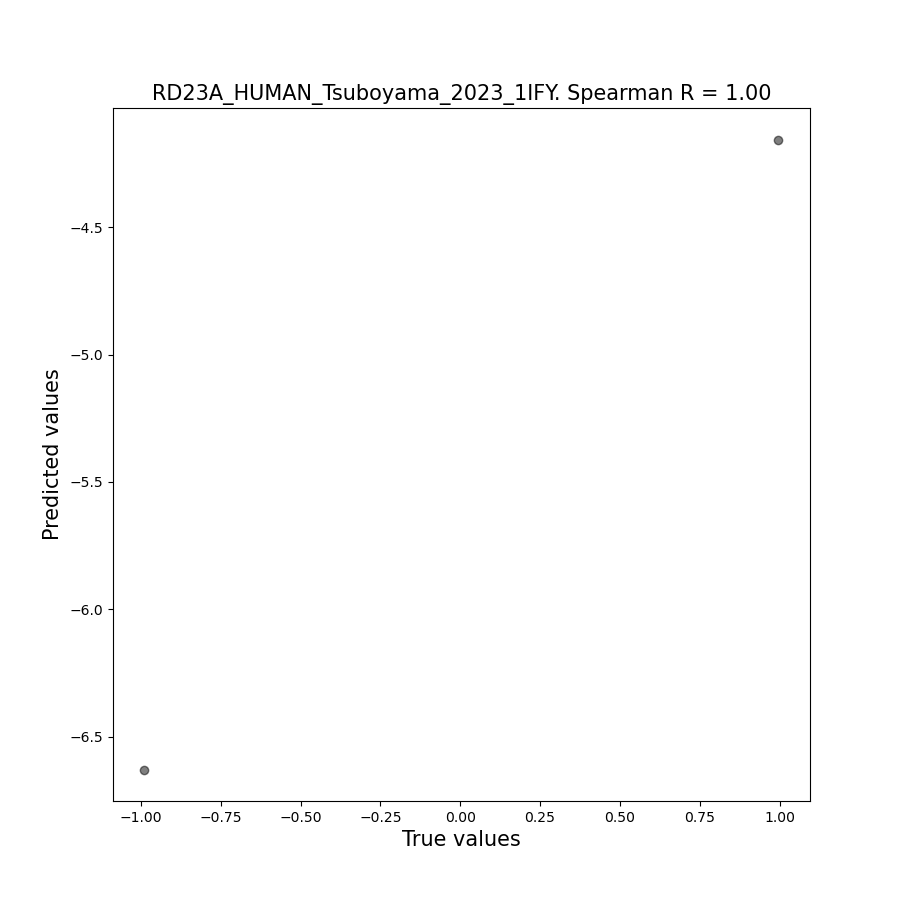 RD23A_HUMAN_Tsuboyama_2023_1IFY. Spearman R = 1.00
Predicted values
−4.5
−5.0
−5.5
−6.0
−6.5
−1.00 −0.75 −0.50 −0.25 0.00 0.25 0.50 0.75 1.00
True values